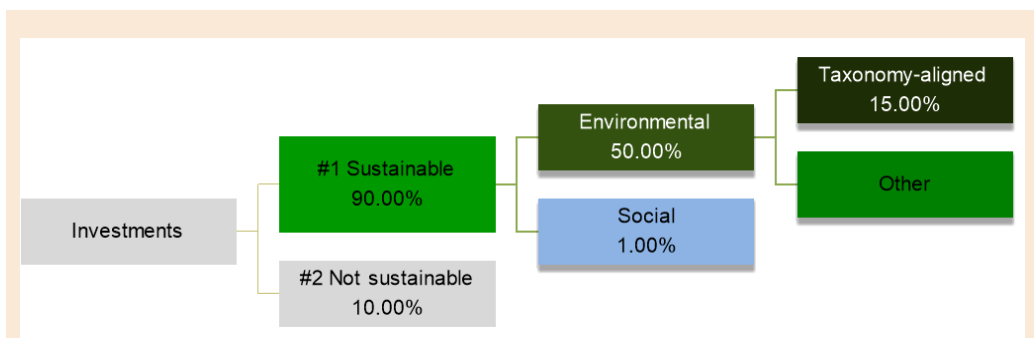 Investments
#1 Sustainable
90.00%
#2 Not sustainable
10.00%
Environmental
50.00%
Social
1.00%
Taxonomy-aligned
15.00%
Other